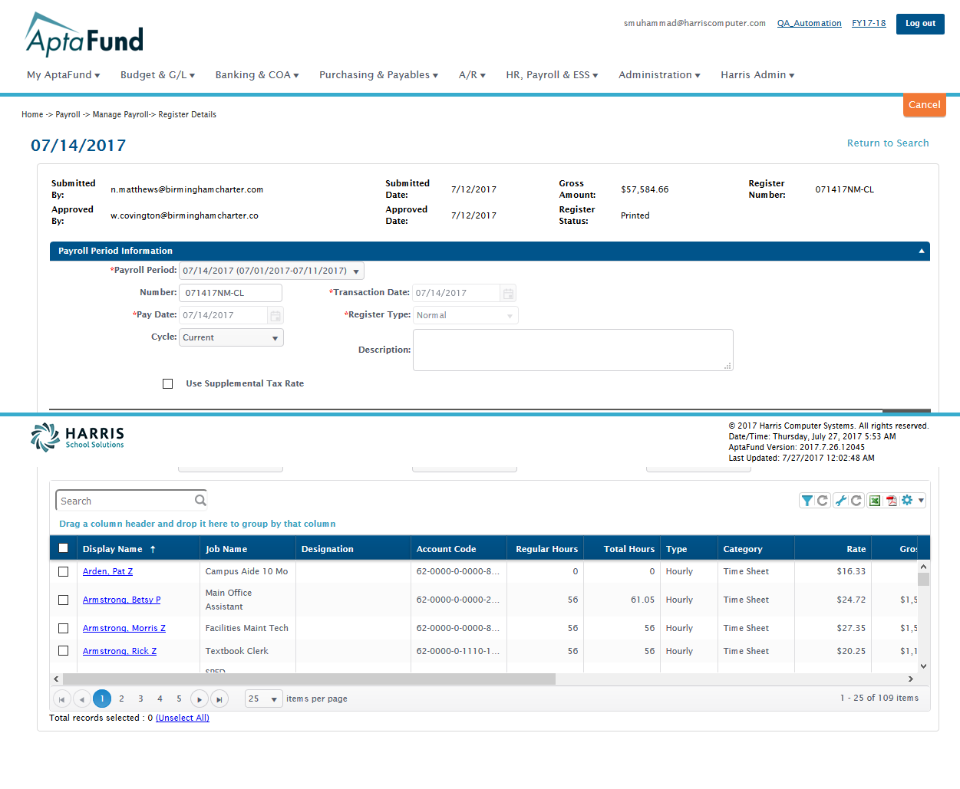 AptaFund
smuhammad@harriscomputer.com QA_Automation FY17-18 Log out
My AptaFund Budget & G/L Banking & COA Purchasing & Payables A/R HR, Payroll & ESS Administration Harris Admin
Cancel
Home -> Payroll -> Manage Payroll-> Register Details
07/14/2017
Return to Search
Submitted By: n.matthews@birminghamcharter.com Submitted Date: 7/12/2017 Gross Amount: $57,584.66 Register Number: 071417NM-CL
Approved By: w.covington@birminghamcharter.co Approved Date: 7/12/2017 Register Status: Printed
Payroll Period Information
*Payroll Period: 07/14/2017 (07/01/2017-07/11/2017)
Number: 071417NM-CL *Transaction Date: 07/14/2017
*Pay Date: 07/14/2017 *Register Type: Normal
Cycle: Current
Description:
Use Supplemental Tax Rate
HARRIS
School Solutions
© 2017 Harris Computer Systems. All rights reserved.
Date/Time: Thursday, July 27, 2017 5:53 AM
AptaFund Version: 2017.7.26.12045
Last Updated: 7/27/2017 12:02:48 AM
Search
Drag a column header and drop it here to group by that column
Display Name ↑ Job Name Designation Account Code Regular Hours Total Hours Type Category Rate Gro
Arden, Pat Z Campus Aide 10 Mo 62-0000-0-0000-8... 0 0 Hourly Time Sheet $16.33
Armstrong, Betsy P Main Office Assistant 62-0000-0-0000-2... 56 61.05 Hourly Time Sheet $24.72 $1,5
Armstrong, Morris Z Facilities Maint Tech 62-0000-0-0000-8... 56 56 Hourly Time Sheet $27.35 $1,5
Armstrong, Rick Z Textbook Clerk 62-0000-0-1110-1... 56 56 Hourly Time Sheet $20.25 $1,1
1 2 3 4 5 25 items per page 1 - 25 of 109 items
Total records selected : 0 (Unselect All)